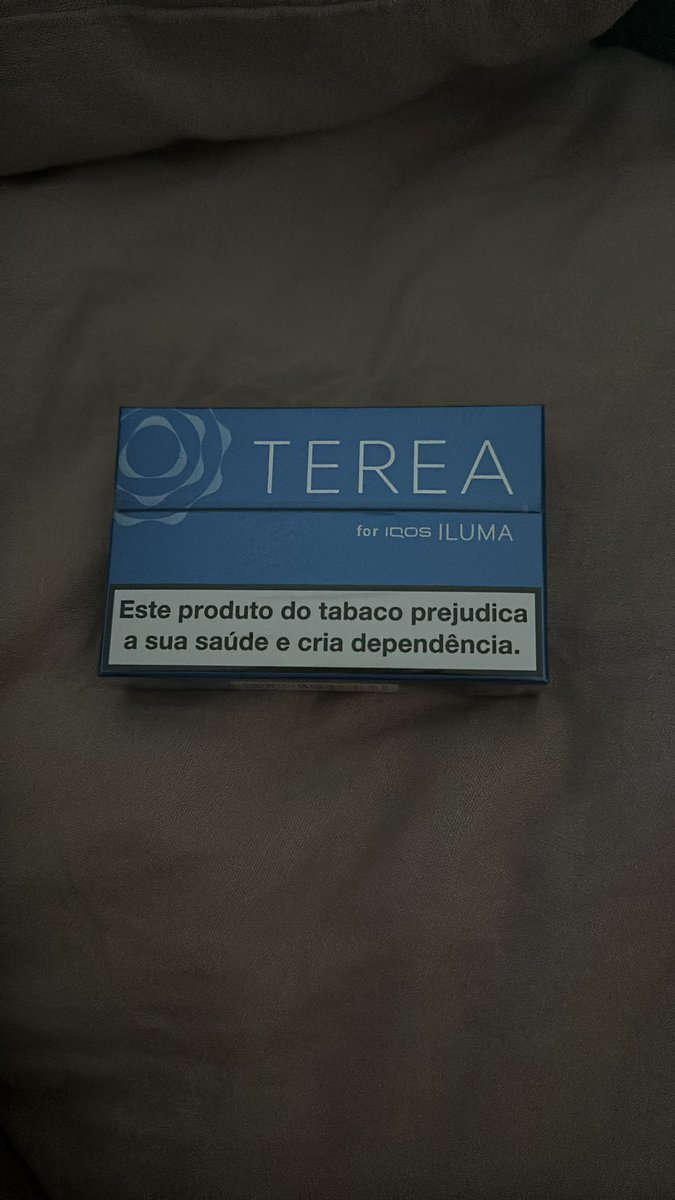 TEREA
for IQOS ILUMA
Este produto do tabaco prejudica
a sua saúde e cria dependência.